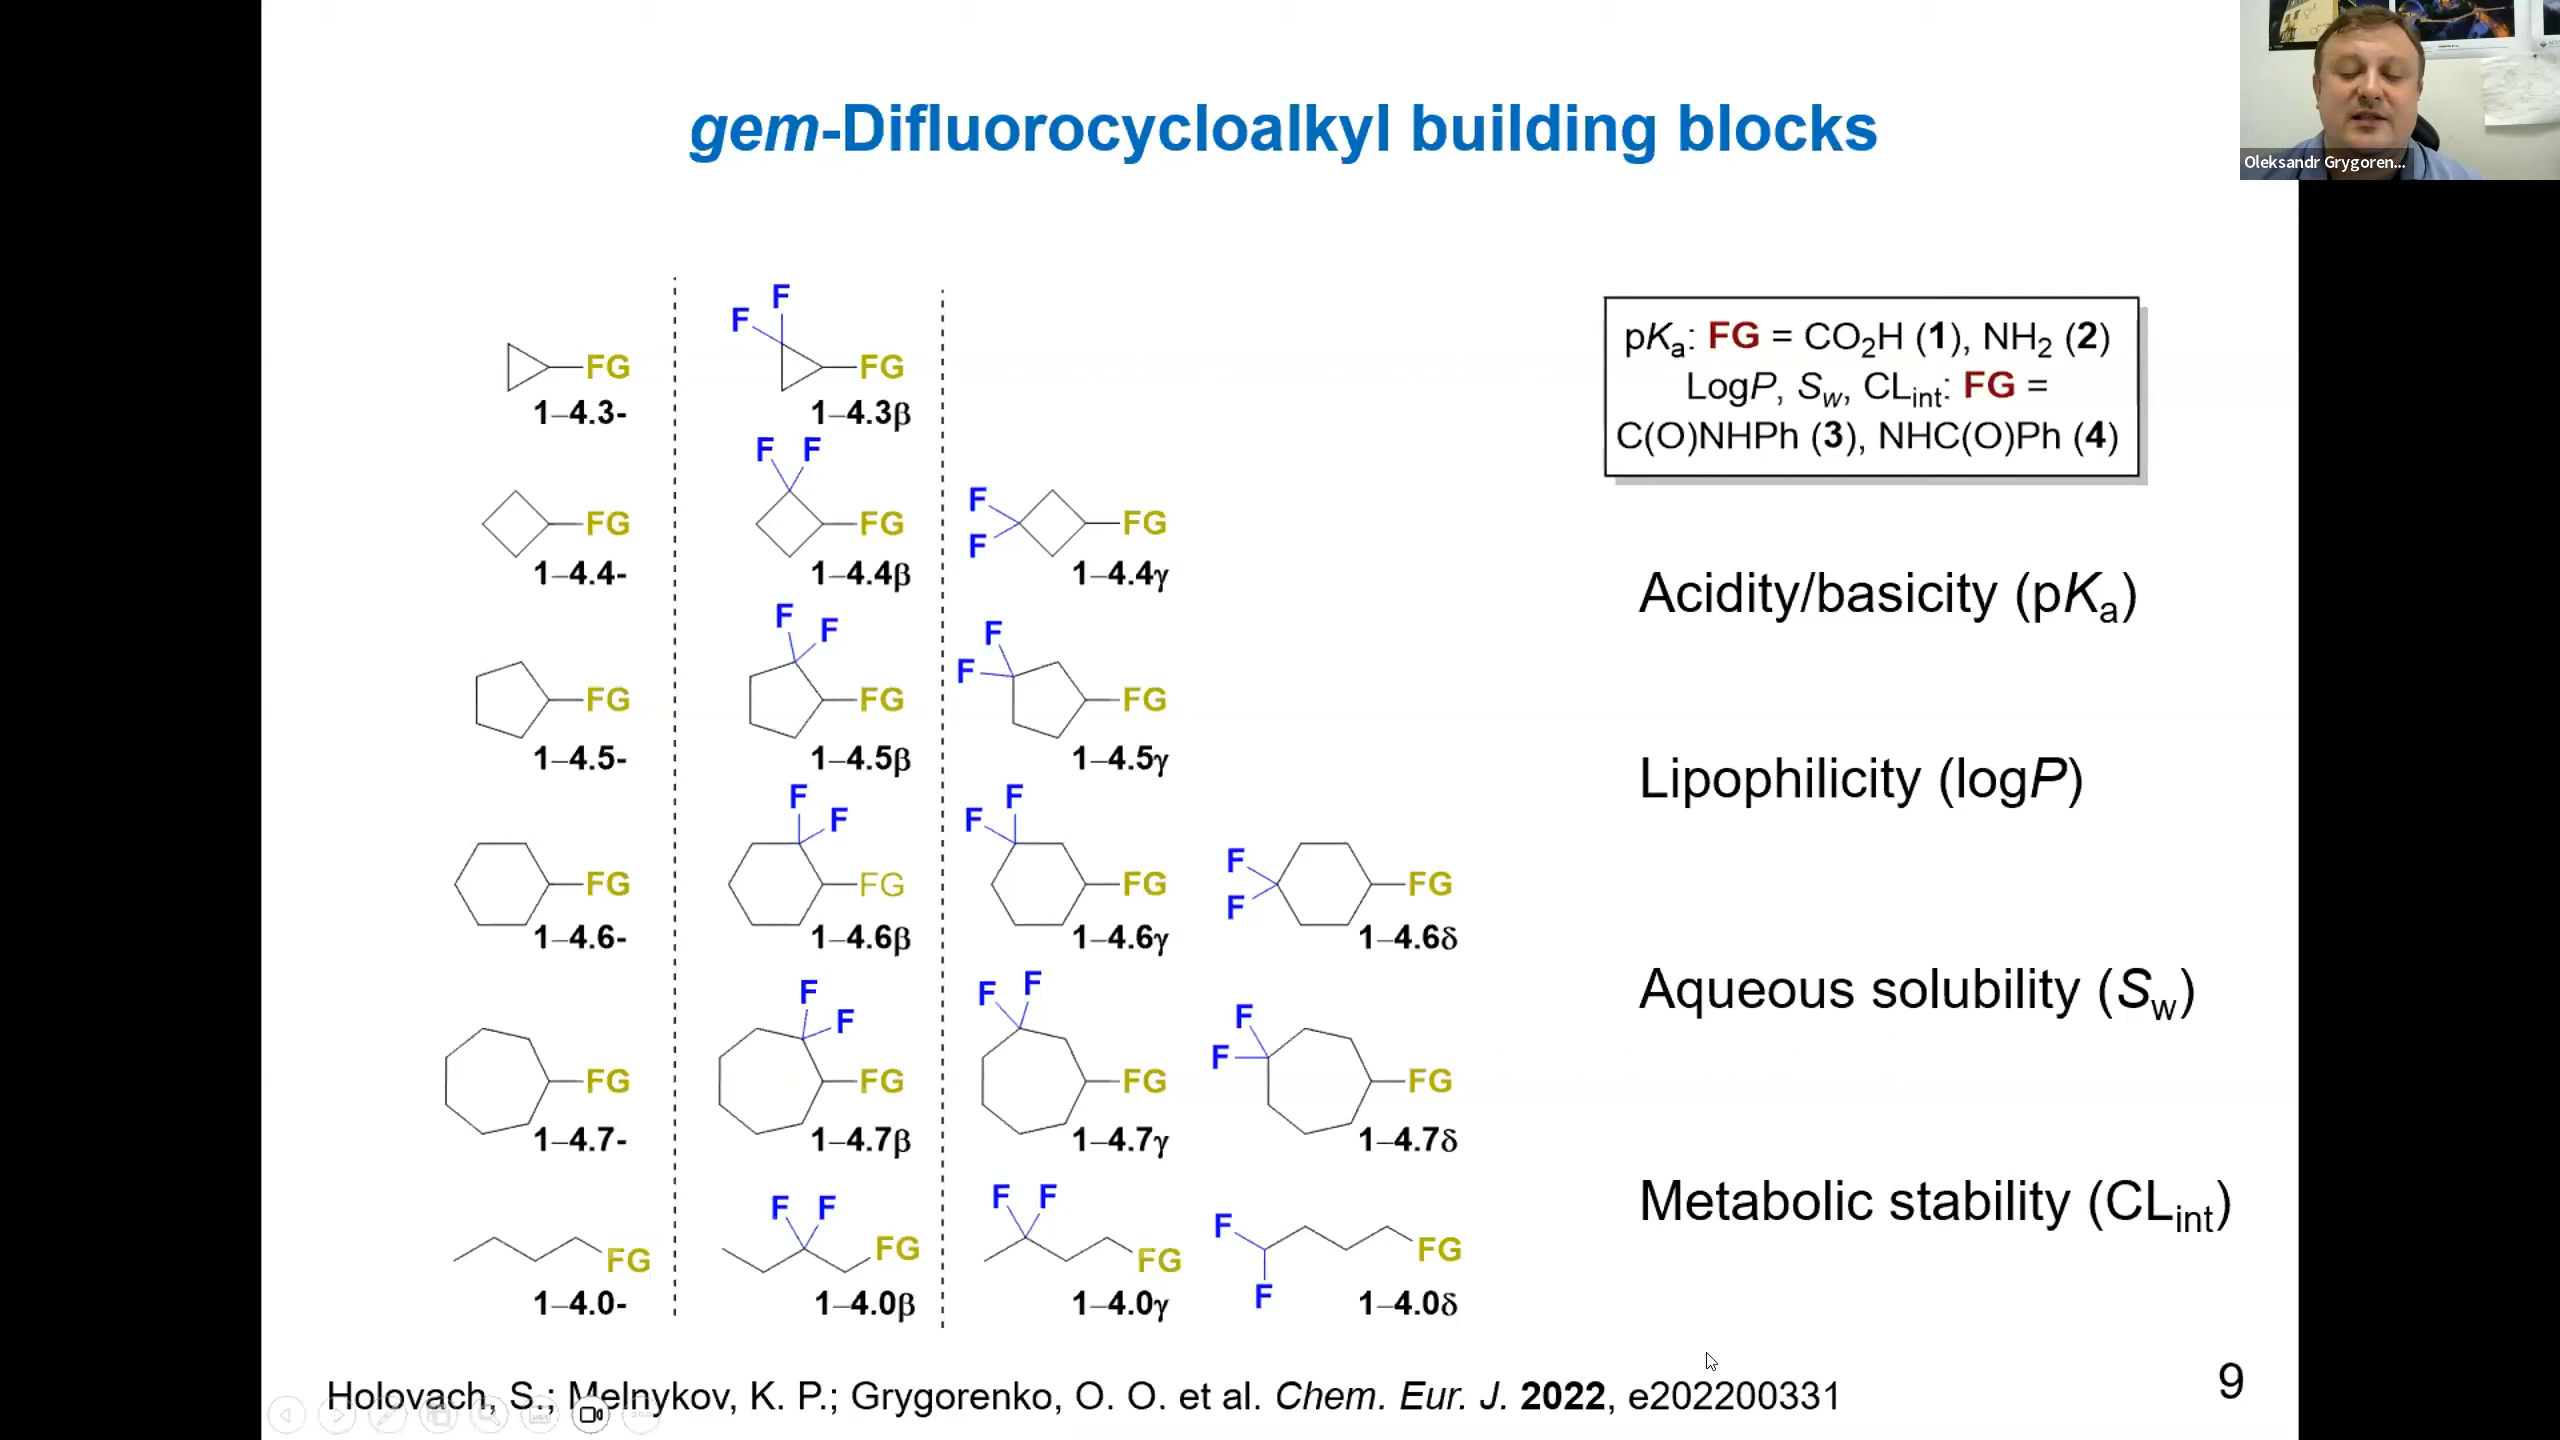 gem-Difluorocycloalkyl building blocks
Oleksandr Grygoren...
FG
1–4.3-
F
F
FG
1–4.3β
FG
1–4.4-
F F
FG
1–4.4β
F
F
FG
1–4.4γ
FG
1–4.5-
F
F
FG
1–4.5β
F
F
FG
1–4.5γ
FG
1–4.6-
F
F
FG
1–4.6β
F
F
FG
1–4.6γ
F
F
FG
1–4.6δ
FG
1–4.7-
F
F
FG
1–4.7β
F F
FG
1–4.7γ
F
F
FG
1–4.7δ
FG
1–4.0-
F F
FG
1–4.0β
F F
FG
1–4.0γ
F
F
FG
1–4.0δ
pKa: FG = CO2H (1), NH2 (2)
LogP, Sw, CLint: FG =
C(O)NHPh (3), NHC(O)Ph (4)
Acidity/basicity (pKa)
Lipophilicity (logP)
Aqueous solubility (Sw)
Metabolic stability (CLint)
Holovach, S.; Melnykov, K. P.; Grygorenko, O. O. et al. Chem. Eur. J. 2022, e202200331
9